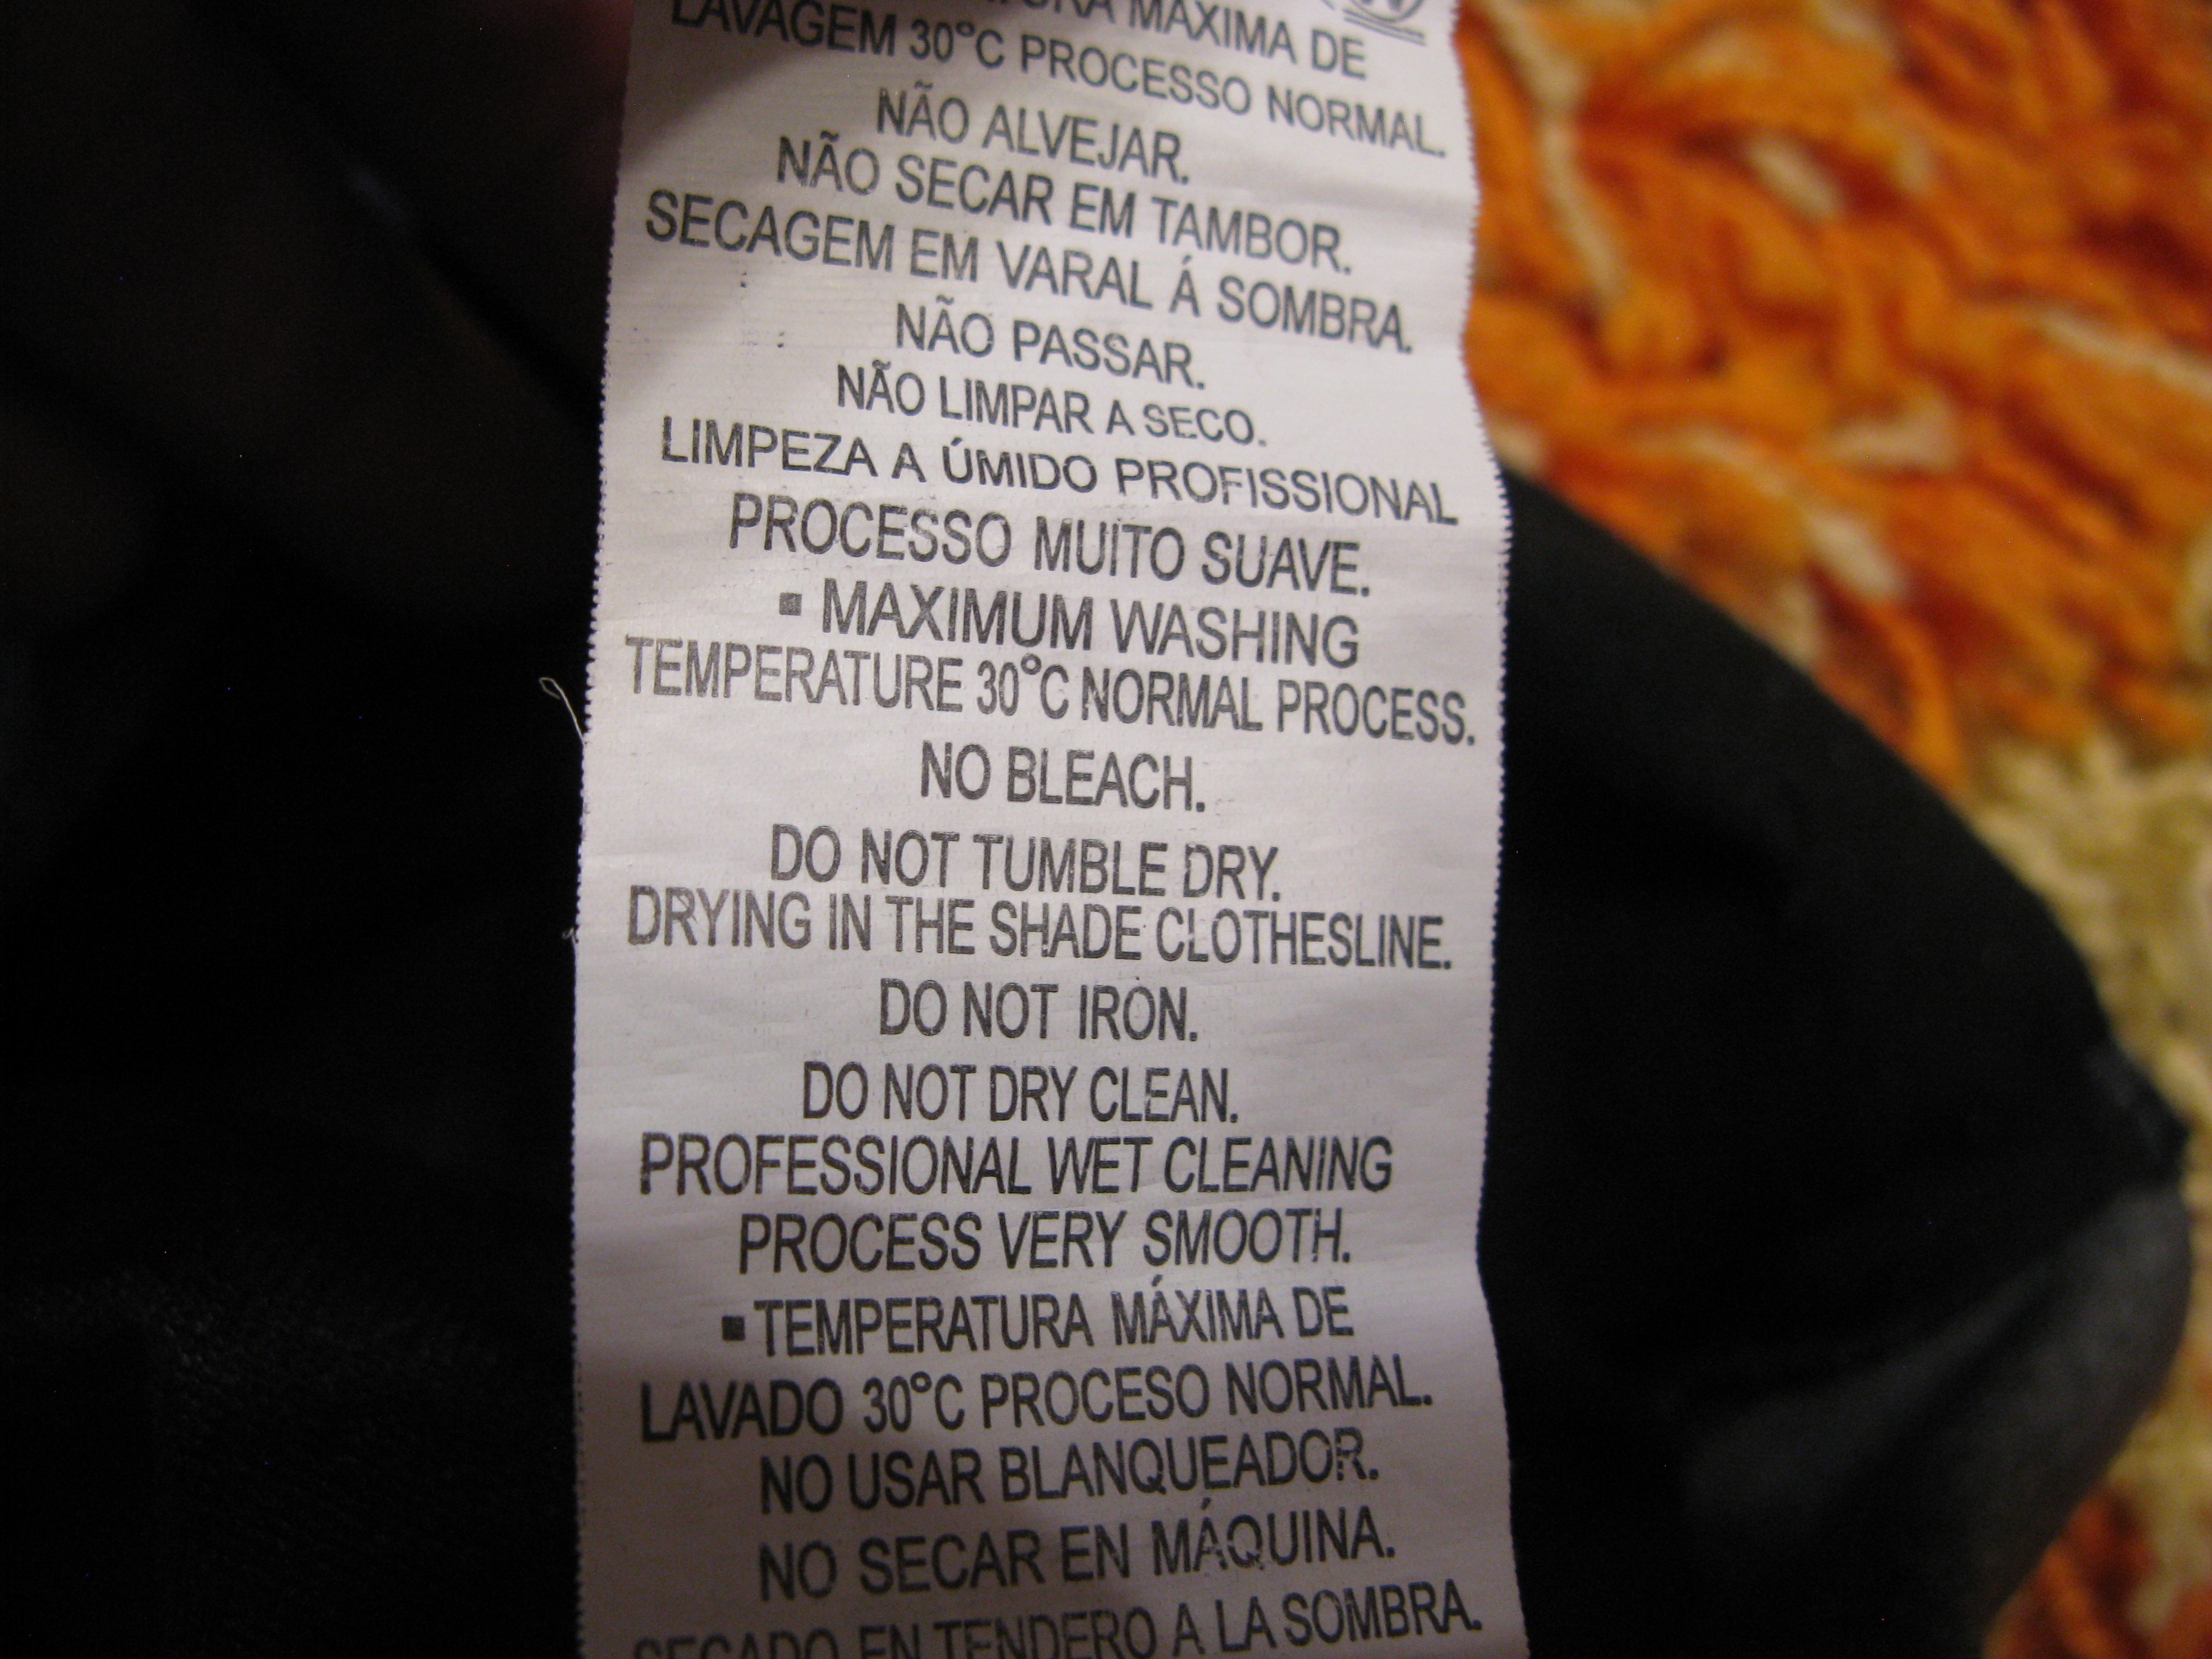 MÁXIMA DE
LAVAGEM 30°C PROCESSO NORMAL.
NÃO ALVEJAR.
NÃO SECAR EM TAMBOR.
SECAGEM EM VARAL Á SOMBRA.
NÃO PASSAR.
NÃO LIMPAR A SECO.
LIMPEZA A ÚMIDO PROFISSIONAL
PROCESSO MUITO SUAVE.
▪ MAXIMUM WASHING
TEMPERATURE 30°C NORMAL PROCESS.
NO BLEACH.
DO NOT TUMBLE DRY.
DRYING IN THE SHADE CLOTHESLINE.
DO NOT IRON.
DO NOT DRY CLEAN.
PROFESSIONAL WET CLEANING
PROCESS VERY SMOOTH.
▪ TEMPERATURA MÁXIMA DE
LAVADO 30°C PROCESO NORMAL.
NO USAR BLANQUEADOR.
NO SECAR EN MÁQUINA.
SECADO EN TENDERO A LA SOMBRA.